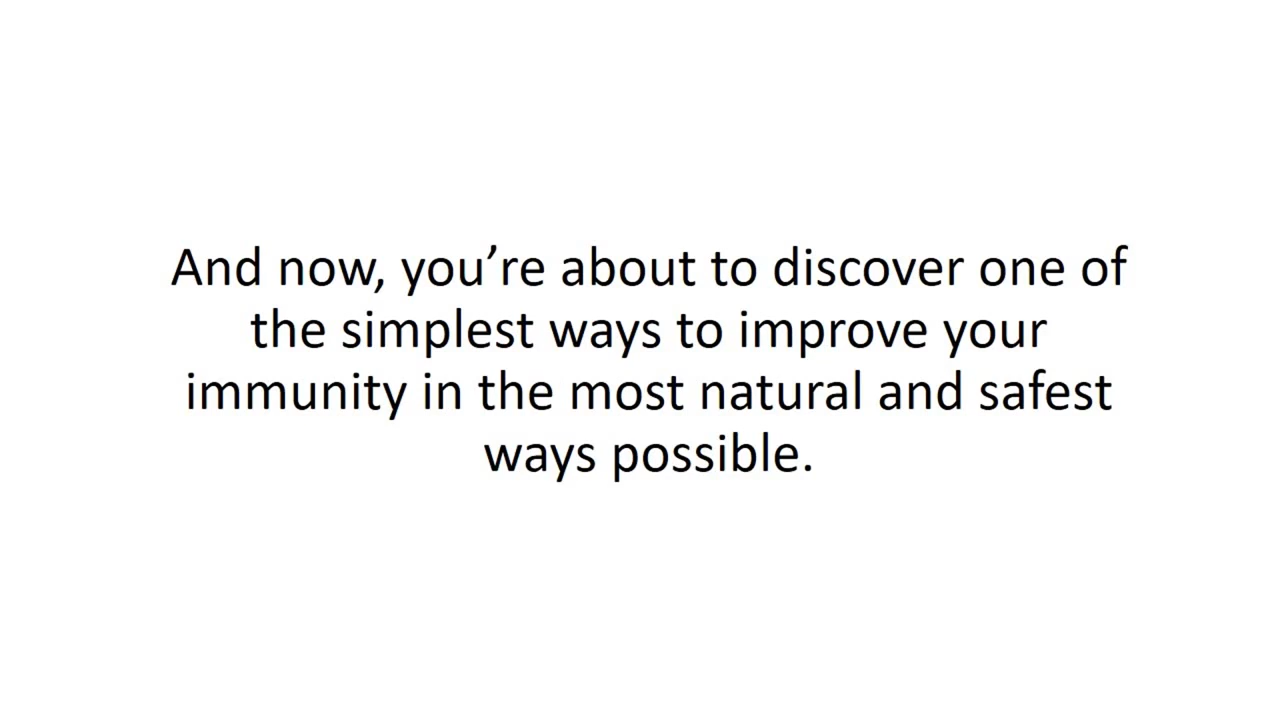 And now, you’re about to discover one of
the simplest ways to improve your
immunity in the most natural and safest
ways possible.